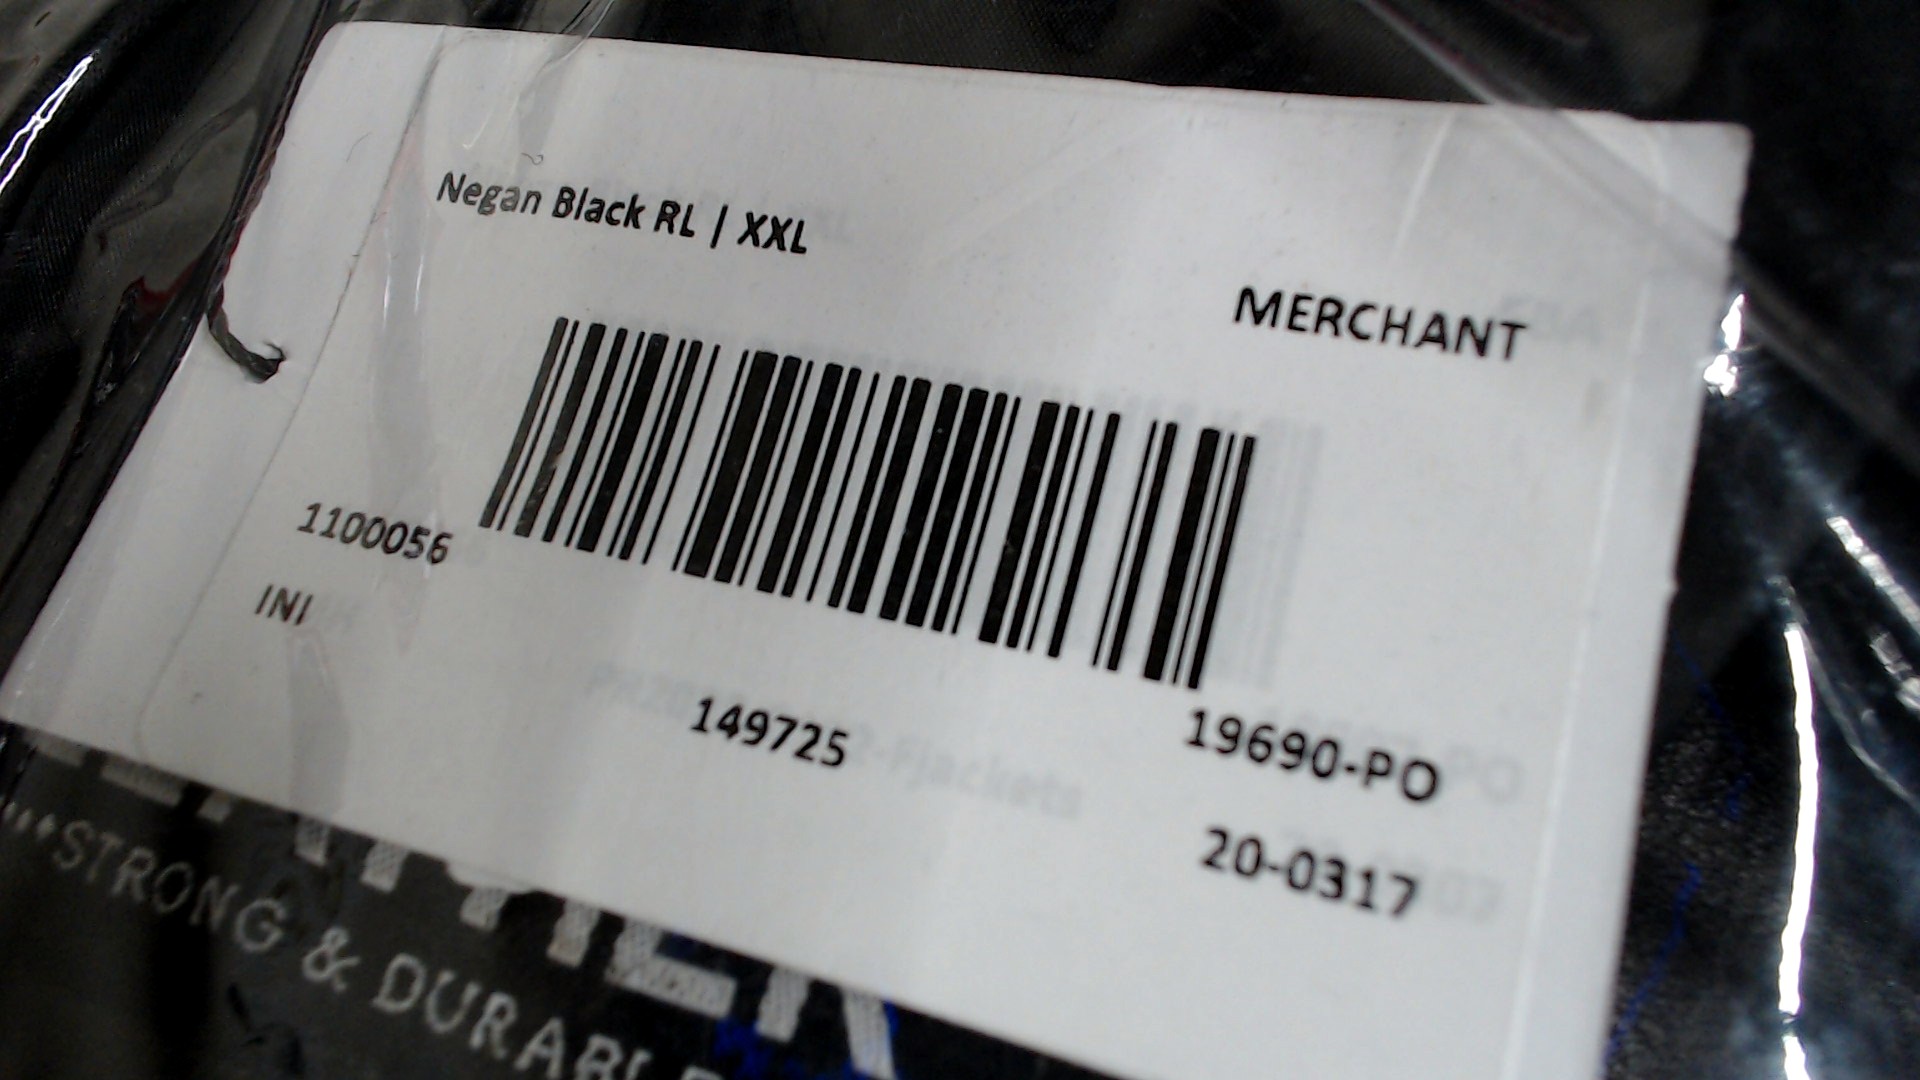 Negan Black RL | XXL
MERCHANT
1100056
INI
149725
19690-PO
20-0317
STRONG & DURABL